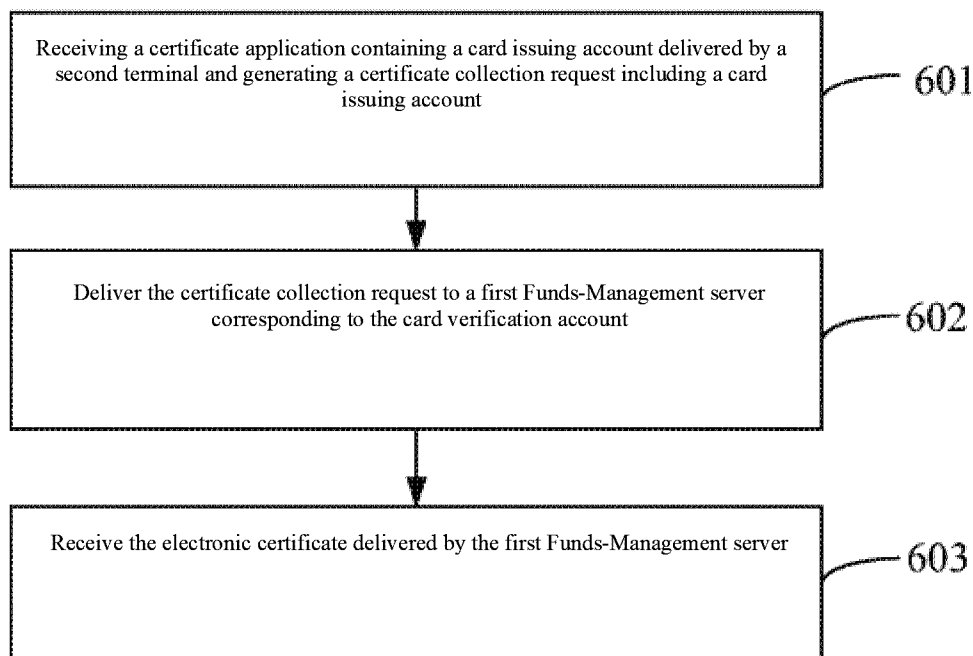 Receiving a certificate application containing a card issuing account delivered by a
second terminal and generating a certificate collection request including a card
issuing account
601
Deliver the certificate collection request to a first Funds-Management server
corresponding to the card verification account
602
Receive the electronic certificate delivered by the first Funds-Management server
603